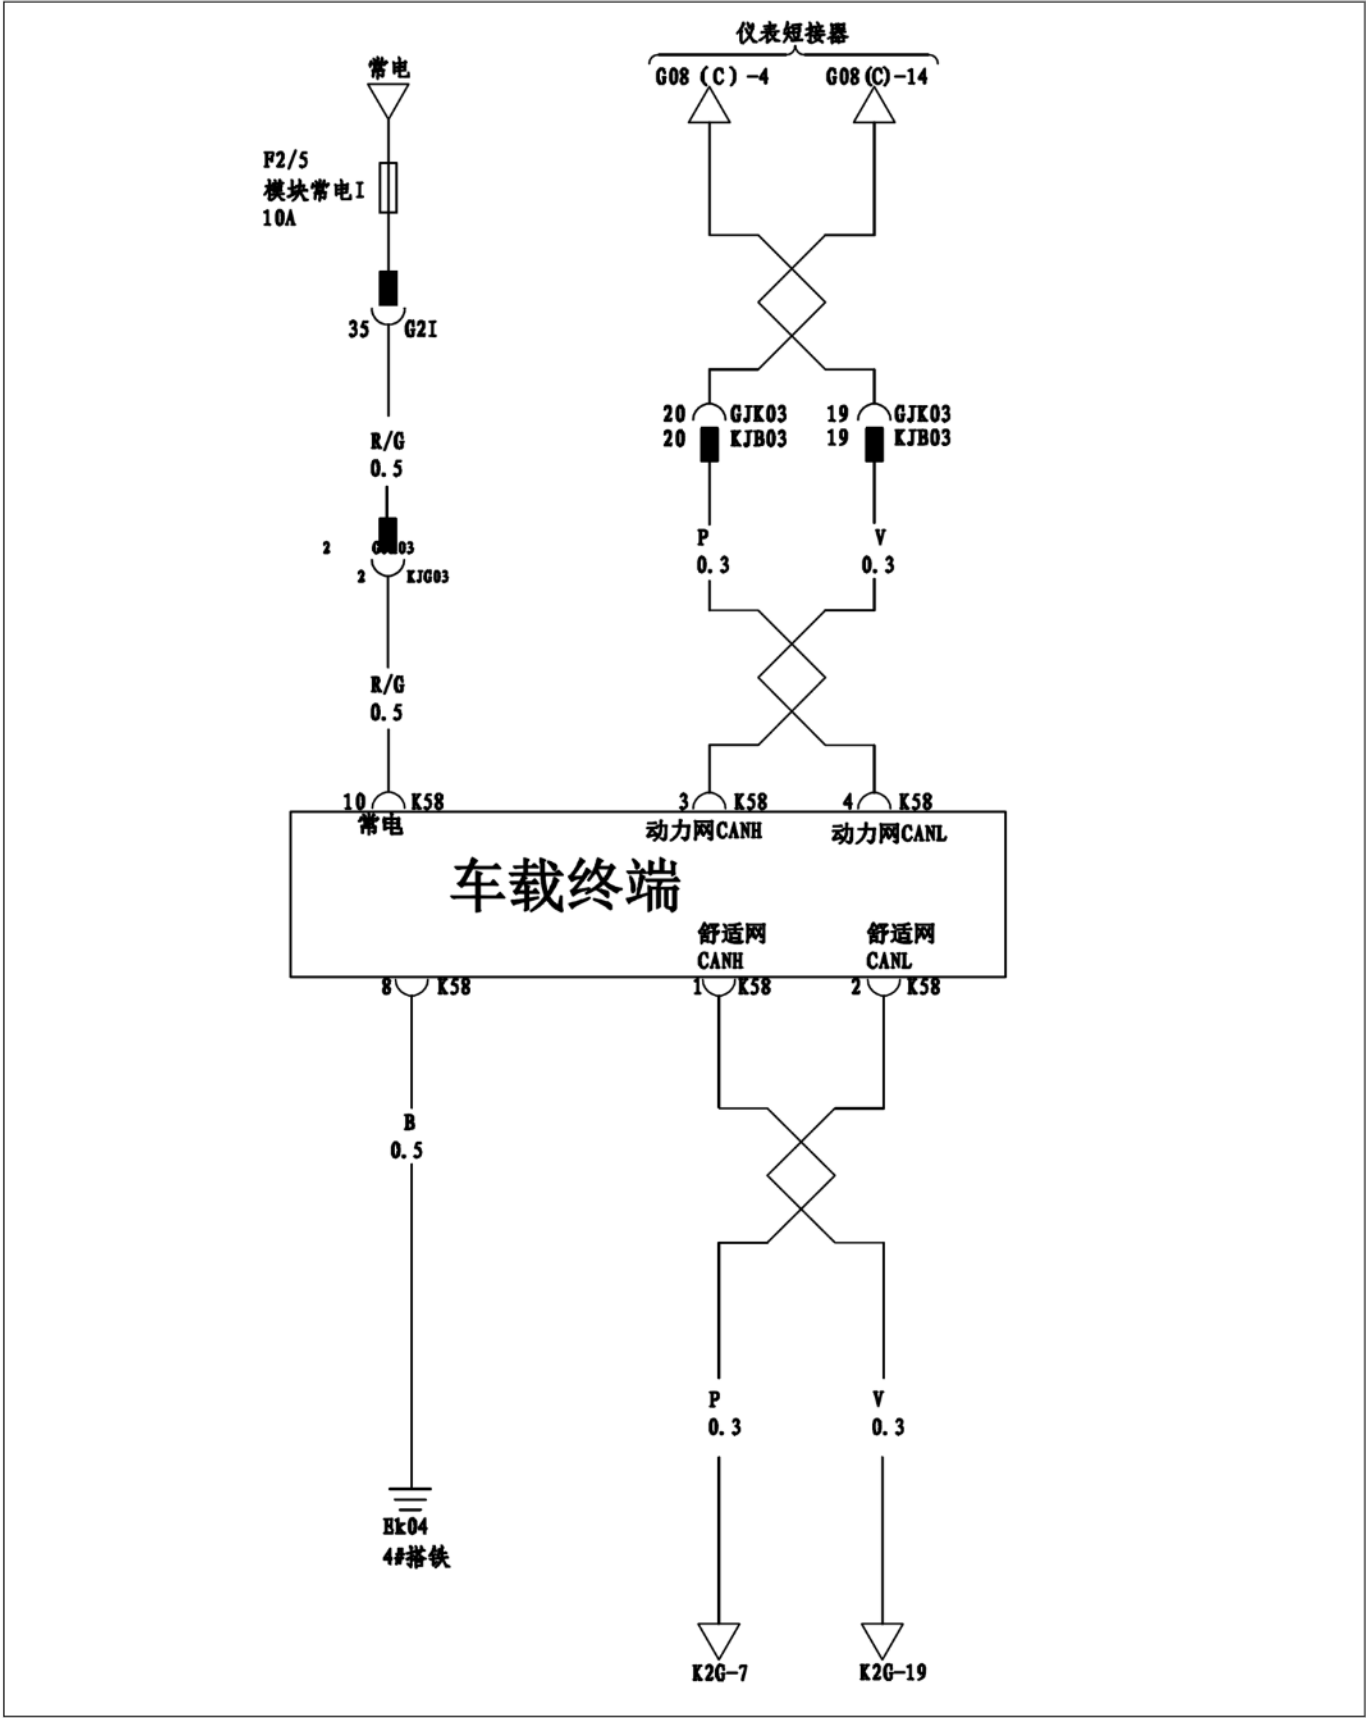 仪表短接器
常电
G08（C）-4
G08(C)-14
F2/5
模块常电I
10A
35 G2I
R/G
0.5
20 GJK03
20 KJB03
19 GJK03
19 KJB03
2
2 KJG03
P
0.3
V
0.3
R/G
0.5
10 K58
3 K58
4 K58
常电
动力网CANH
动力网CANL
车载终端
舒适网
CANH
舒适网
CANL
8 K58
1 K58
2 K58
B
0.5
P
0.3
V
0.3
Ek04
4#搭铁
K2G-7
K2G-19